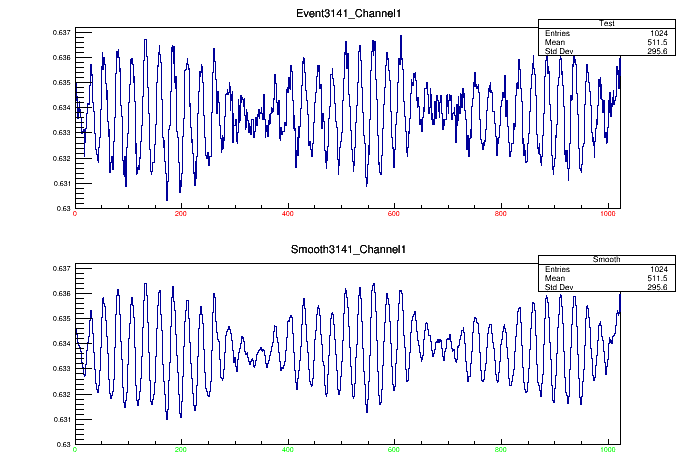 Event3141_Channel1
Test
Entries 1024
Mean 511.5
Std Dev 295.6
0.637
0.636
0.635
0.634
0.633
0.632
0.631
0.63
0 200 400 600 800 1000
Smooth3141_Channel1
Smooth
Entries 1024
Mean 511.5
Std Dev 295.6
0.637
0.636
0.635
0.634
0.633
0.632
0.631
0.63
0 200 400 600 800 1000